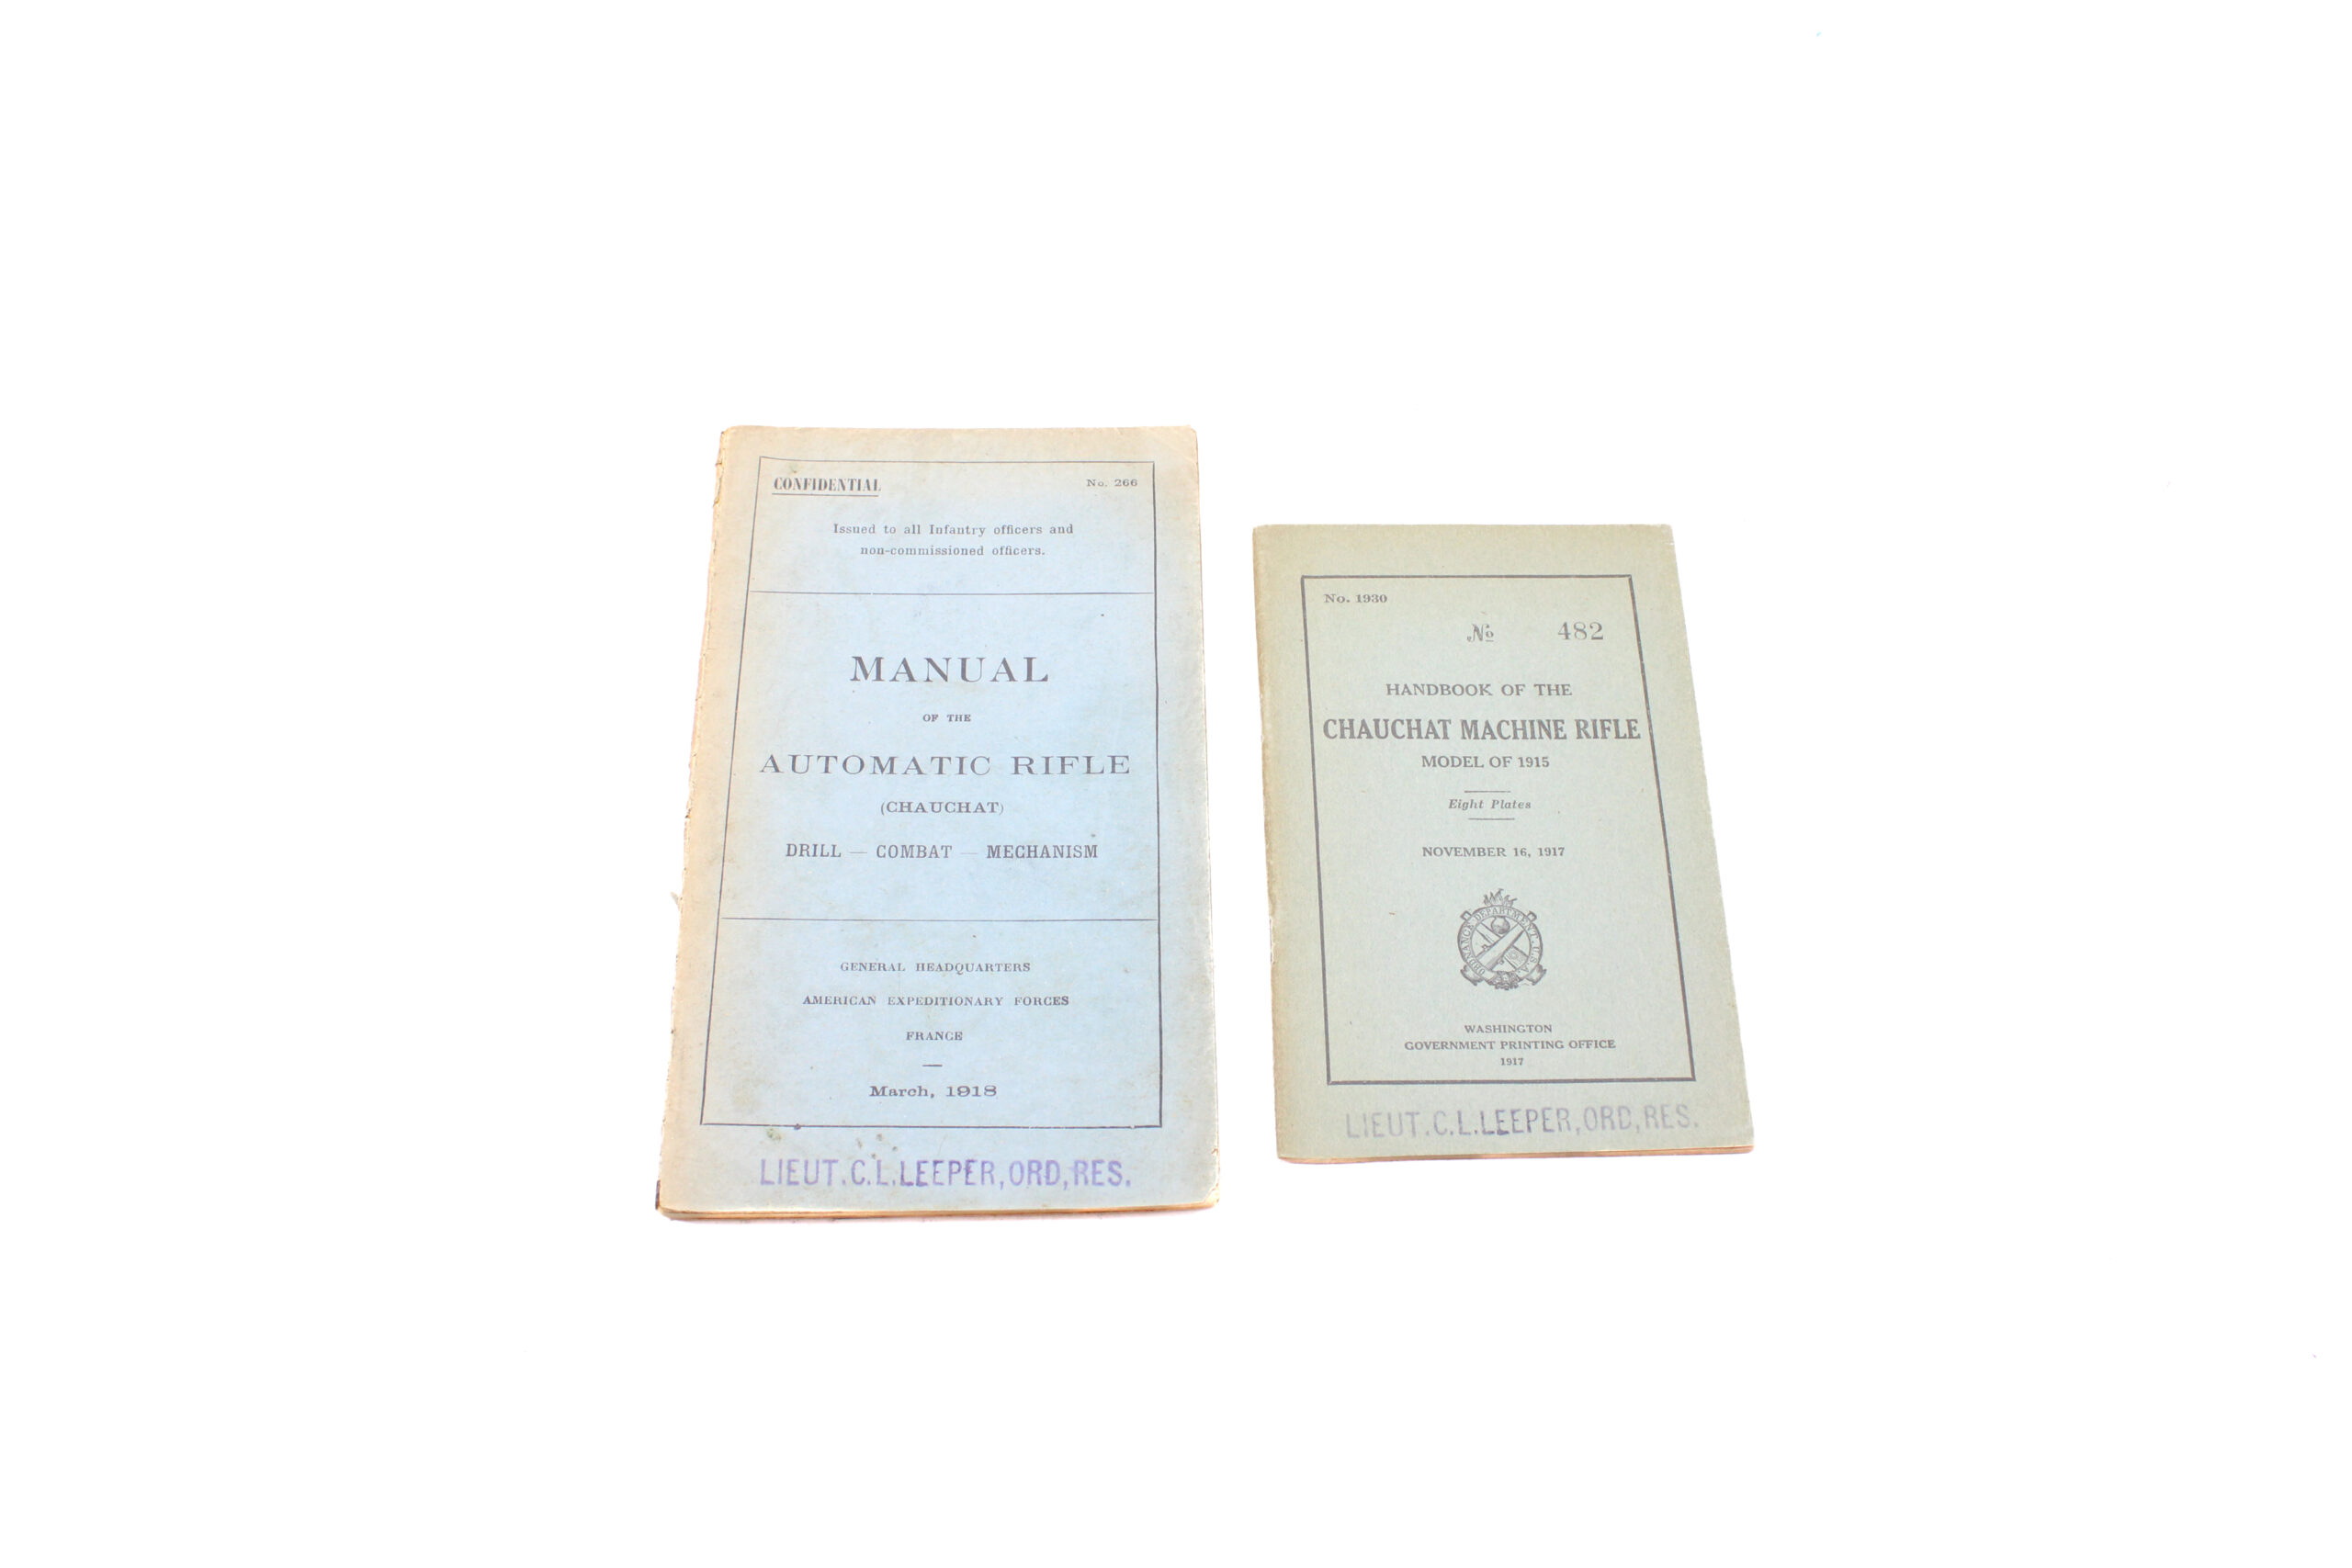 CONFIDENTIAL No. 266
Issued to all Infantry officers and
non-commissioned officers.
MANUAL
OF THE
AUTOMATIC RIFLE
(CHAUCHAT)
DRILL — COMBAT — MECHANISM
GENERAL HEADQUARTERS
AMERICAN EXPEDITIONARY FORCES
FRANCE
March, 1918
LIEUT.C.L.LEEPER,ORD,RES.
No. 1930
No 482
HANDBOOK OF THE
CHAUCHAT MACHINE RIFLE
MODEL OF 1915
Eight Plates
NOVEMBER 16, 1917
ORDNANCE DEPARTMENT. U.S.A.
WASHINGTON
GOVERNMENT PRINTING OFFICE
1917
LIEUT.C.L.LEEPER,ORD,RES.